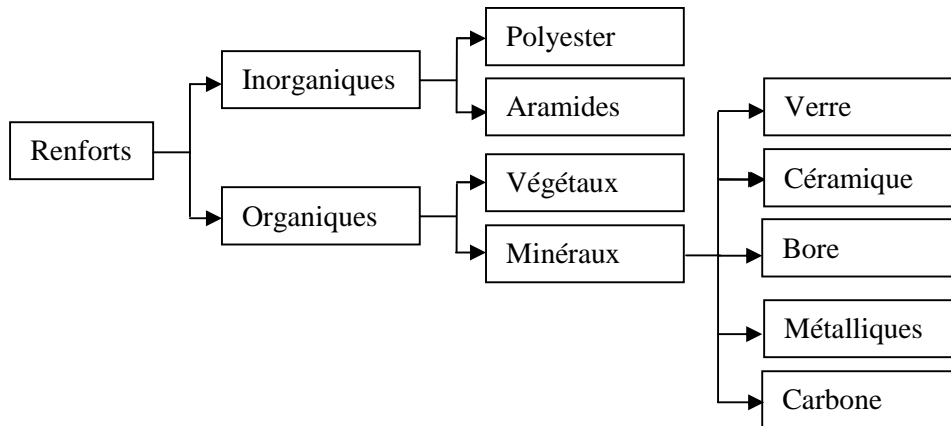 Renforts
Inorganiques
Polyester
Aramides
Organiques
Végétaux
Minéraux
Verre
Céramique
Bore
Métalliques
Carbone